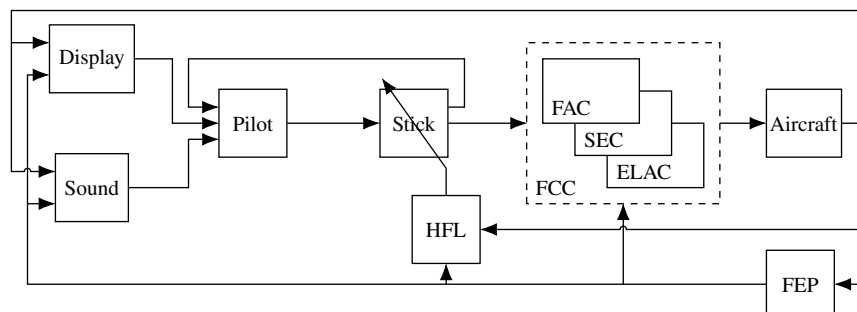 Display
Sound
Pilot
Stick
HFL
FAC
SEC
ELAC
FCC
Aircraft
FEP